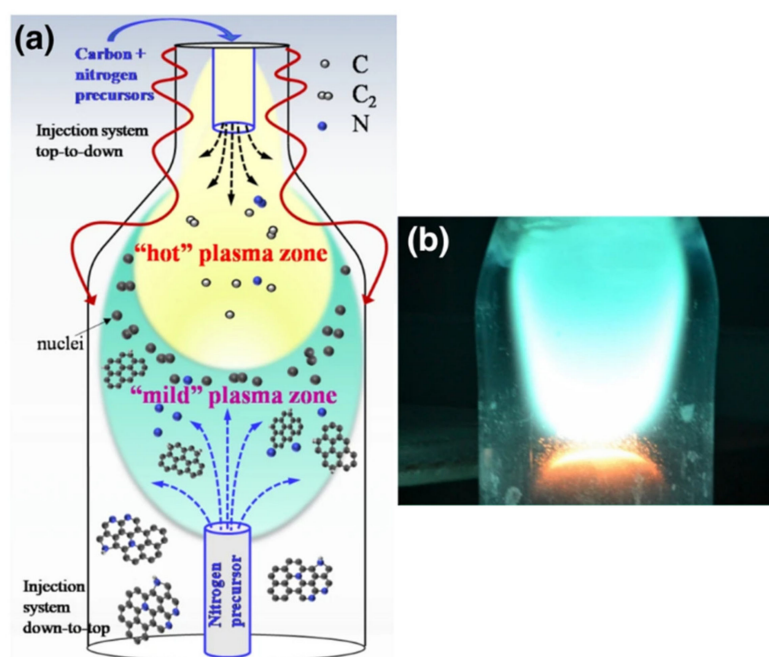 (a)
Carbon +
nitrogen
precursors
C
C₂
N
Injection system
top-to-down
"hot" plasma zone
nuclei
"mild" plasma zone
Nitrogen
precursor
Injection
system
down-to-top
(b)